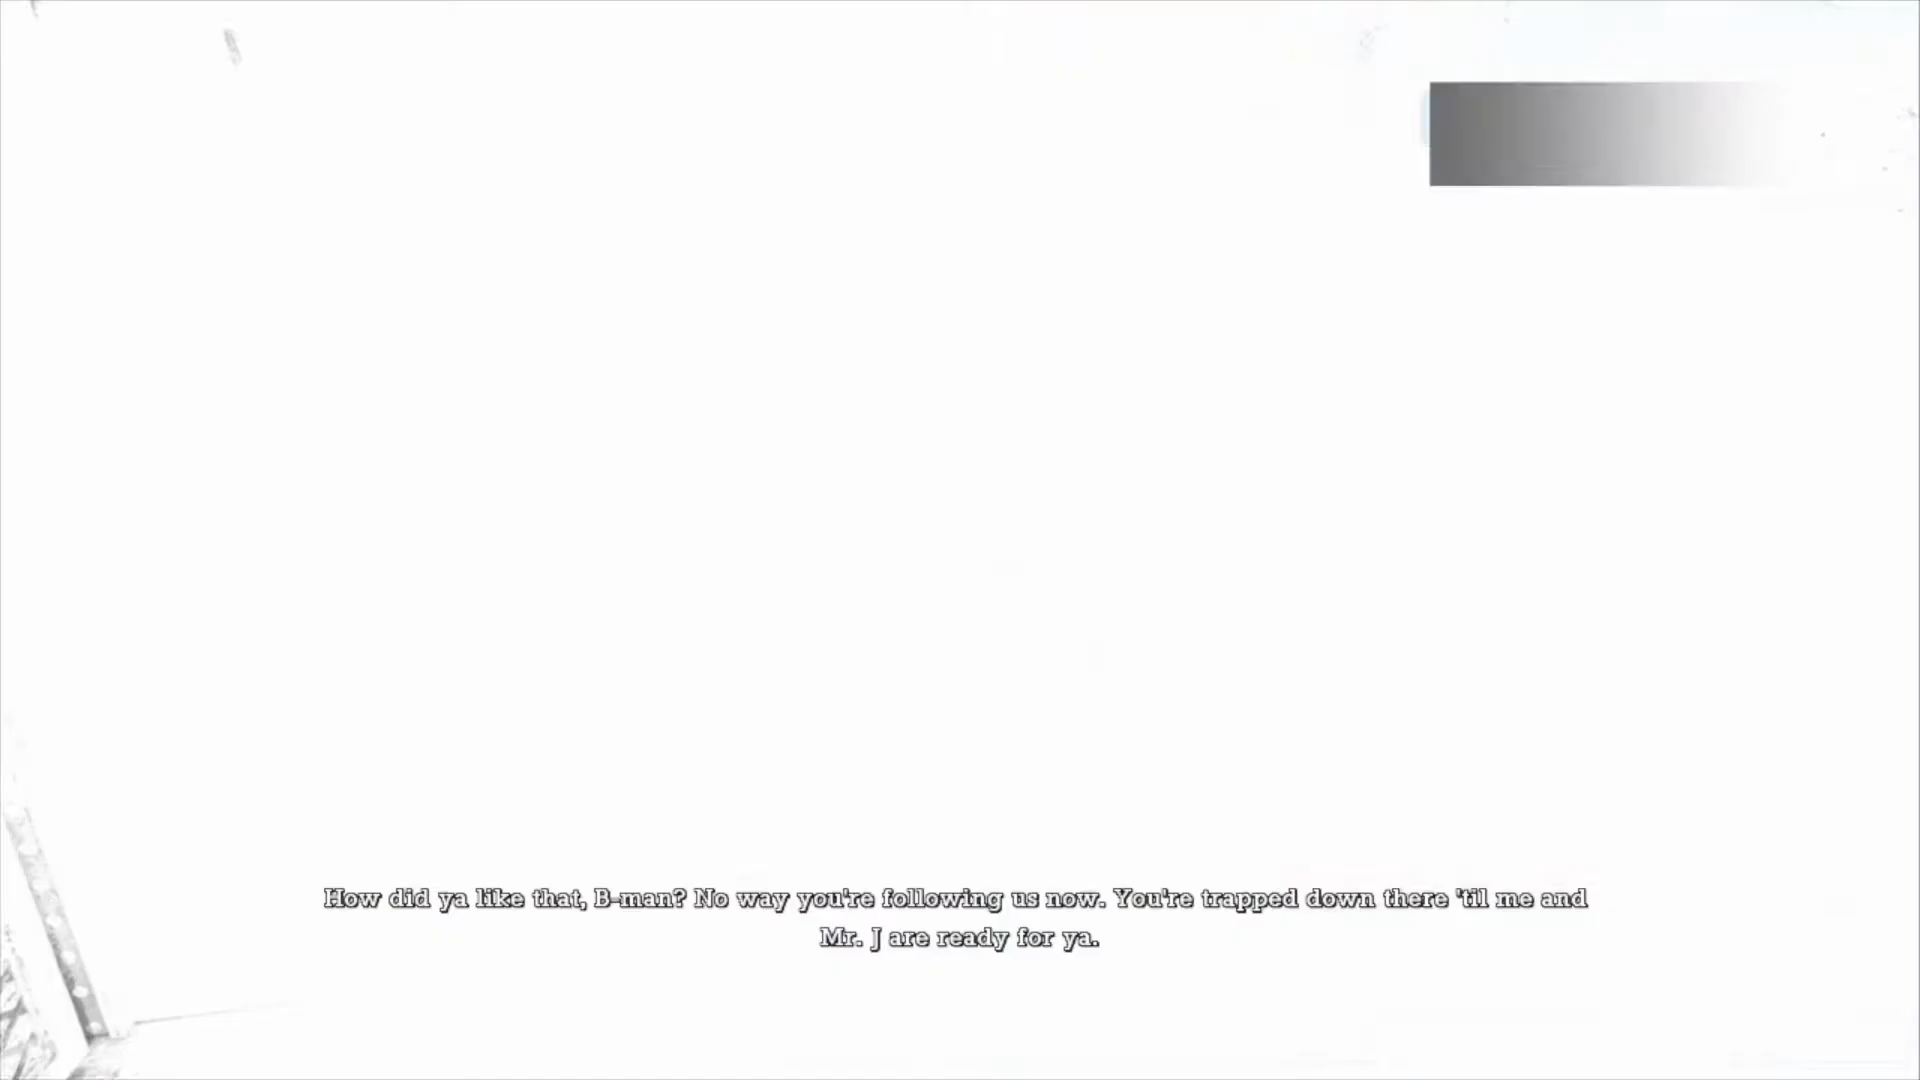 How did ya like that, B-man? No way you're following us now. You're trapped down there 'til me and
Mr. J are ready for ya.